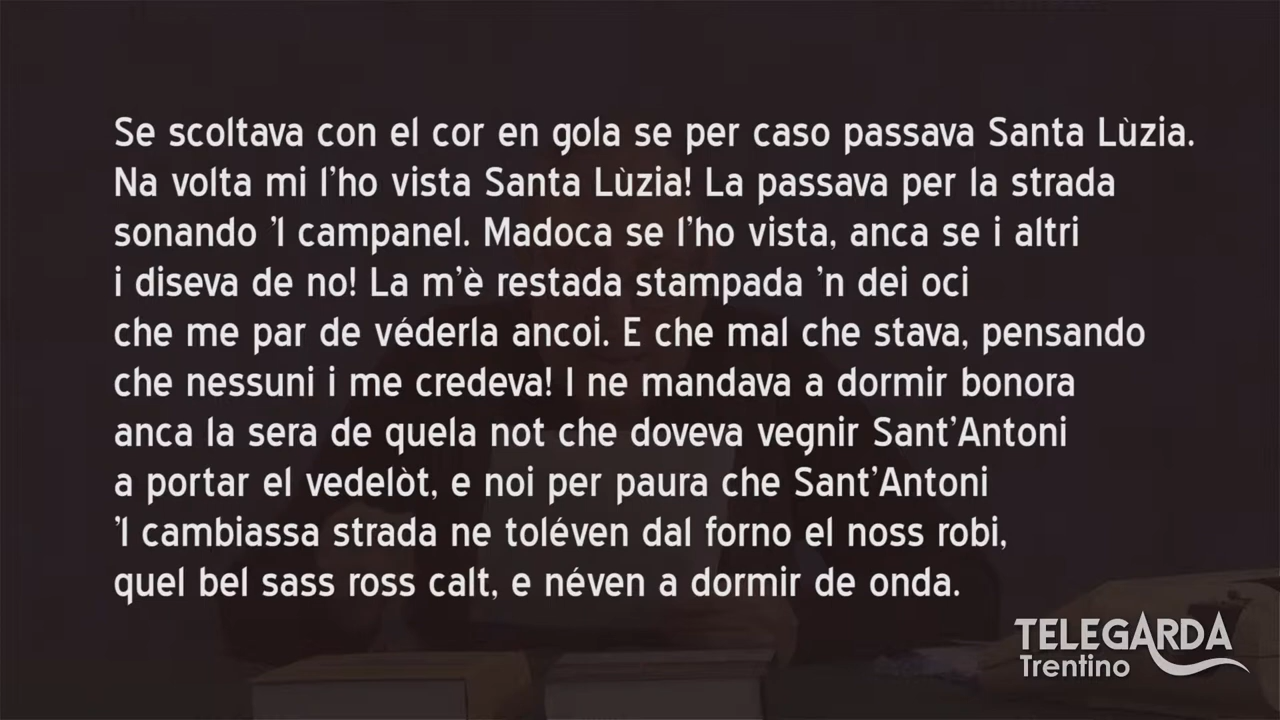 Se scoltava con el cor en gola se per caso passava Santa Lùzia.
Na volta mi l'ho vista Santa Lùzia! La passava per la strada
sonando 'l campanel. Madoca se l'ho vista, anca se i altri
i diseva de no! La m'è restada stampada 'n dei oci
che me par de véderla ancoi. E che mal che stava, pensando
che nessuni i me credeva! I ne mandava a dormir bonora
anca la sera de quela not che doveva vegnir Sant'Antoni
a portar el vedelòt, e noi per paura che Sant'Antoni
'l cambiassa strada ne toléven dal forno el noss robi,
quel bel sass ross calt, e néven a dormir de onda.
TELEGARDA
Trentino